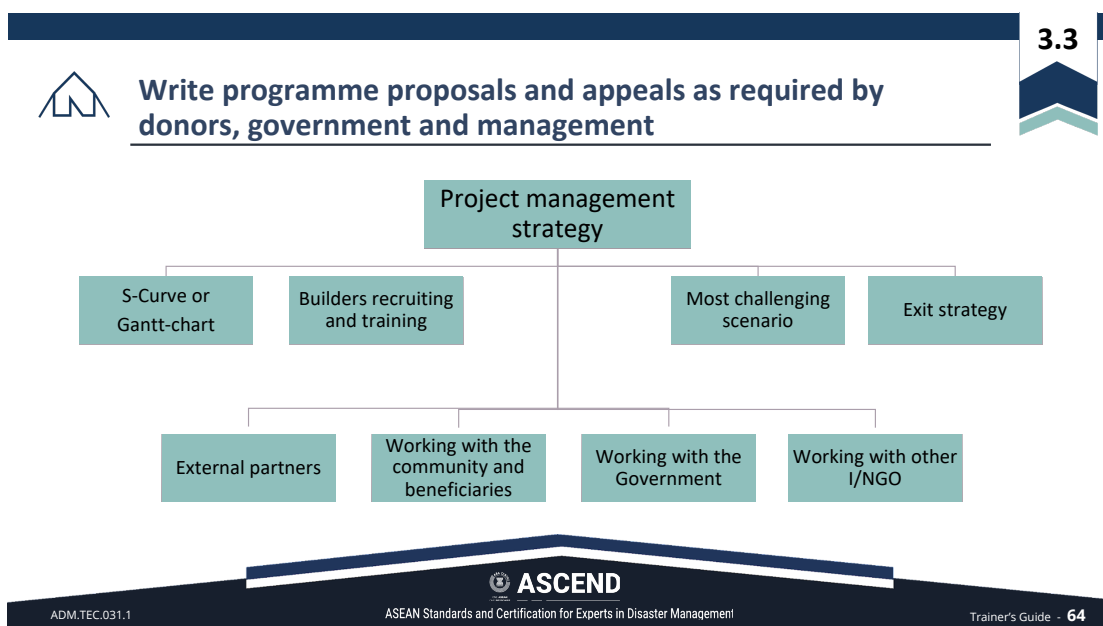 3.3
Write programme proposals and appeals as required by
donors, government and management
Project management
strategy
S-Curve or
Gantt-chart
Builders recruiting
and training
Most challenging
scenario
Exit strategy
External partners
Working with the
community and
beneficiaries
Working with the
Government
Working with other
I/NGO
ASCEND
ADM.TEC.031.1
ASEAN Standards and Certification for Experts in Disaster Management
Trainer's Guide - 64